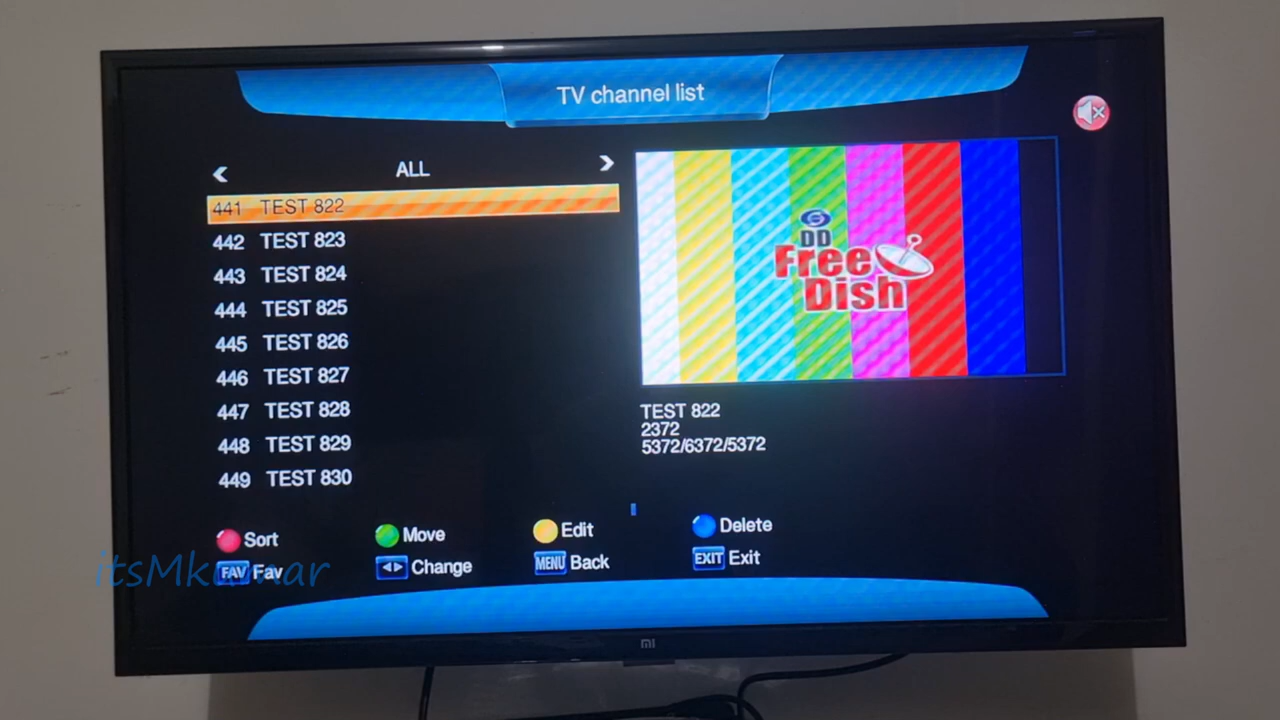 TV channel list
ALL
441 TEST 822
442 TEST 823
443 TEST 824
444 TEST 825
445 TEST 826
446 TEST 827
447 TEST 828
448 TEST 829
449 TEST 830
DD
Free
Dish
TEST 822
2372
5372/6372/5372
Sort Move Edit Delete
FAV Fav Change MENU Back EXIT Exit
itsMkumar
mi